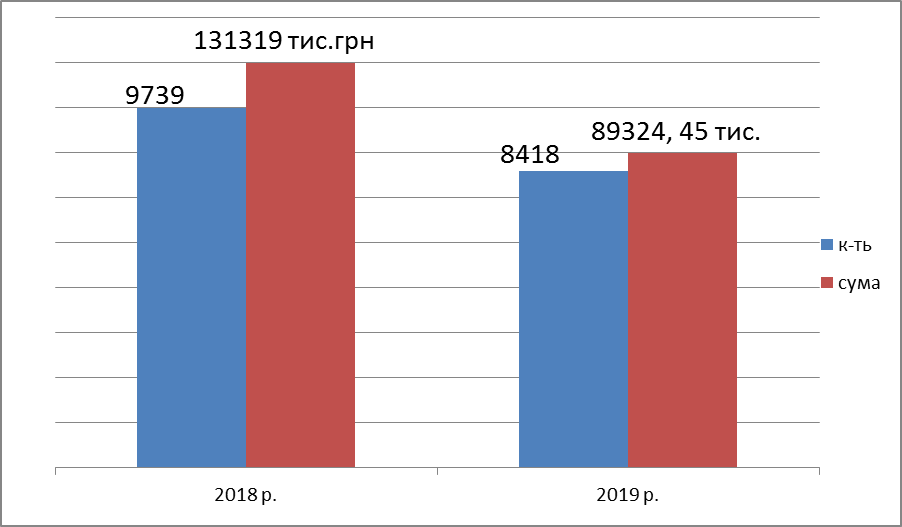 131319 тис.грн
9739
89324, 45 тис.
8418
к-ть
сума
2018 р.
2019 р.